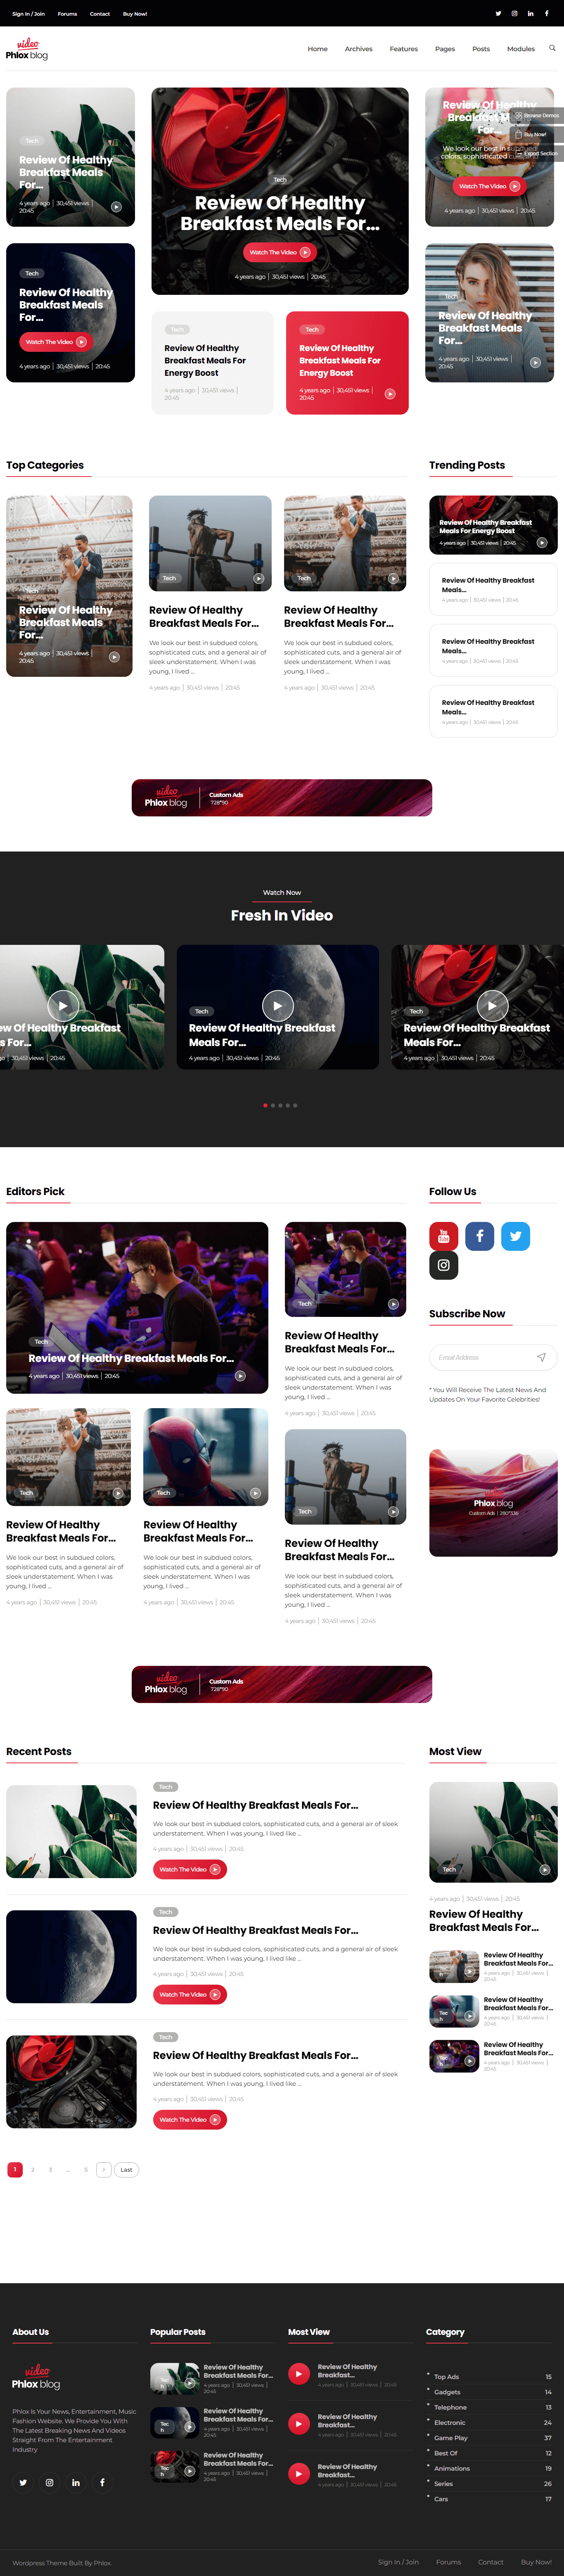 Sign In / Join Forums Contact Buy Now!
video
Phlox blog
Home Archives Features Pages Posts Modules
Tech
Review Of Healthy
Breakfast Meals
For...
4 years ago 30,451 views
20:45
Tech
Review Of Healthy
Breakfast Meals
For...
Watch The Video
4 years ago 30,451 views 20:45
Tech
Review Of Healthy
Breakfast Meals For...
Watch The Video
4 years ago 30,451 views 20:45
Tech
Review Of Healthy
Breakfast Meals For
Energy Boost
4 years ago 30,451 views
20:45
Tech
Review Of Healthy
Breakfast Meals For
Energy Boost
4 years ago 30,451 views
20:45
Review Of Healthy
Breakfast M
For...
We look our best in subdued
colors, sophisticated cu
Watch The Video
4 years ago 30,451 views 20:45
Browse Demos
Buy Now!
Export Section
Tech
Review Of Healthy
Breakfast Meals
For...
4 years ago 30,451 views
20:45
Top Categories
Tech
Review Of Healthy
Breakfast Meals
For...
4 years ago 30,451 views
20:45
Tech
Review Of Healthy
Breakfast Meals For...
We look our best in subdued colors,
sophisticated cuts, and a general air of
sleek understatement. When I was
young, I lived ...
4 years ago 30,451 views 20:45
Tech
Review Of Healthy
Breakfast Meals For...
We look our best in subdued colors,
sophisticated cuts, and a general air of
sleek understatement. When I was
young, I lived ...
4 years ago 30,451 views 20:45
Trending Posts
Review Of Healthy Breakfast
Meals For Energy Boost
4 years ago 30,451 views 20:45
Review Of Healthy Breakfast
Meals...
4 years ago 30,451 views 20:45
Review Of Healthy Breakfast
Meals...
4 years ago 30,451 views 20:45
Review Of Healthy Breakfast
Meals...
4 years ago 30,451 views 20:45
video
Phlox blog
Custom Ads
728*90
Watch Now
Fresh In Video
ew Of Healthy Breakfast
s For...
go 30,451 views 20:45
Tech
Review Of Healthy Breakfast
Meals For...
4 years ago 30,451 views 20:45
Tech
Review Of Healthy Breakfast
Meals For...
4 years ago 30,451 views 20:45
Editors Pick
Tech
Review Of Healthy Breakfast Meals For...
4 years ago 30,451 views 20:45
Tech
Review Of Healthy
Breakfast Meals For...
We look our best in subdued colors,
sophisticated cuts, and a general air of
sleek understatement. When I was
young, I lived ...
4 years ago 30,451 views 20:45
Tech
Review Of Healthy
Breakfast Meals For...
We look our best in subdued colors,
sophisticated cuts, and a general air of
sleek understatement. When I was
young, I lived ...
4 years ago 30,451 views 20:45
Tech
Review Of Healthy
Breakfast Meals For...
We look our best in subdued colors,
sophisticated cuts, and a general air of
sleek understatement. When I was
young, I lived ...
4 years ago 30,451 views 20:45
Tech
Review Of Healthy
Breakfast Meals For...
We look our best in subdued colors,
sophisticated cuts, and a general air of
sleek understatement. When I was
young, I lived ...
4 years ago 30,451 views 20:45
Follow Us
You
Tube
Subscribe Now
Email Address
* You Will Receive The Latest News And
Updates On Your Favorite Celebrities!
video
Phlox blog
Custom Ads | 280*336
video
Phlox blog
Custom Ads
728*90
Recent Posts
Tech
Review Of Healthy Breakfast Meals For...
We look our best in subdued colors, sophisticated cuts, and a general air of sleek
understatement. When I was young, I lived like ...
4 years ago 30,451 views 20:45
Watch The Video
Tech
Review Of Healthy Breakfast Meals For...
We look our best in subdued colors, sophisticated cuts, and a general air of sleek
understatement. When I was young, I lived like ...
4 years ago 30,451 views 20:45
Watch The Video
Tech
Review Of Healthy Breakfast Meals For...
We look our best in subdued colors, sophisticated cuts, and a general air of sleek
understatement. When I was young, I lived like ...
4 years ago 30,451 views 20:45
Watch The Video
1 2 3 ... 5 › Last
Most View
Tech
4 years ago 30,451 views 20:45
Review Of Healthy
Breakfast Meals For...
Review Of Healthy
Breakfast Meals For...
4 years ago 30,451 views
20:45
Tec
h
Review Of Healthy
Breakfast Meals For...
4 years ago 30,451 views
20:45
Review Of Healthy
Breakfast Meals For...
4 years ago 30,451 views
20:45
About Us
video
Phlox blog
Phlox Is Your News, Entertainment, Music
Fashion Website. We Provide You With
The Latest Breaking News And Videos
Straight From The Entertainment
Industry
Popular Posts
Tec
h
Review Of Healthy
Breakfast Meals For...
4 years ago 30,451 views
20:45
Tec
h
Review Of Healthy
Breakfast Meals For...
4 years ago 30,451 views
20:45
Tec
h
Review Of Healthy
Breakfast Meals For...
4 years ago 30,451 views
20:45
Most View
Review Of Healthy
Breakfast...
4 years ago 30,451 views 20:45
Review Of Healthy
Breakfast...
4 years ago 30,451 views 20:45
Review Of Healthy
Breakfast...
4 years ago 30,451 views 20:45
Category
Top Ads 15
Gadgets 14
Telephone 13
Electronic 24
Game Play 37
Best Of 12
Animations 19
Series 26
Cars 17
Wordpress Theme Built By Phlox.
Sign In / Join Forums Contact Buy Now!